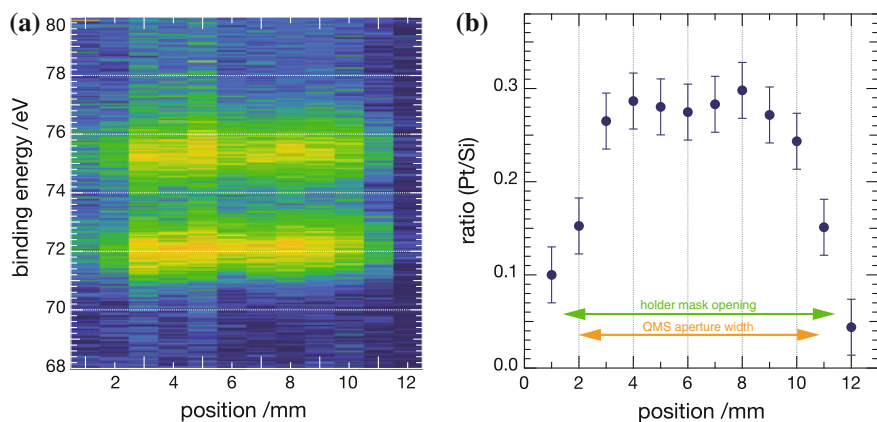 (a)
80
78
76
74
72
70
68
binding energy /eV
2 4 6 8 10 12
position /mm
(b)
0.3
0.2
0.1
0.0
ratio (Pt/Si)
holder mask opening
QMS aperture width
2 4 6 8 10 12
position /mm